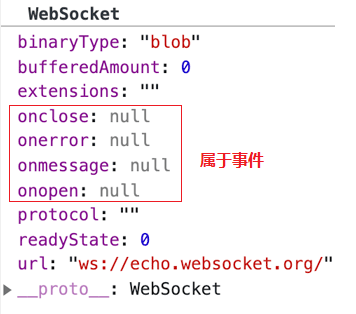 WebSocket
binaryType: "blob"
bufferedAmount: 0
extensions: ""
onclose: null
onerror: null
onmessage: null
属于事件
onopen: null
protocol: ""
readyState: 0
url: "ws://echo.websocket.org/"
__proto__: WebSocket